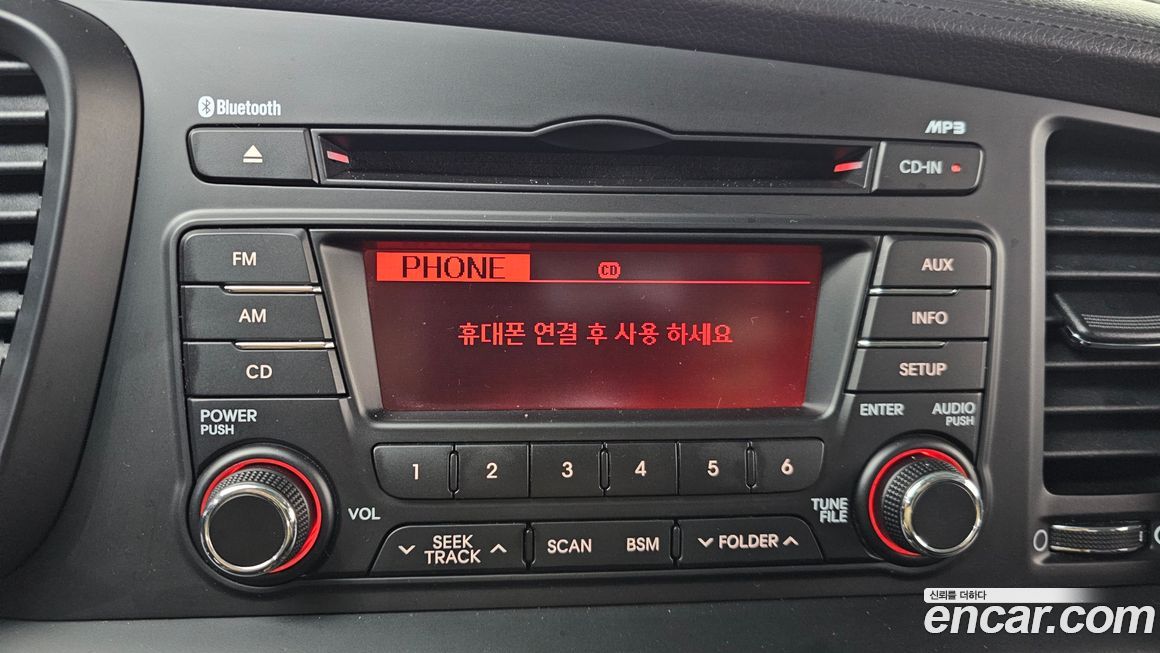 Bluetooth
MP3
CD-IN
FM
AM
CD
PHONE
CD
휴대폰 연결 후 사용 하세요
AUX
INFO
SETUP
POWER
PUSH
VOL
ENTER
AUDIO
PUSH
1 2 3 4 5 6
TUNE
FILE
SEEK
TRACK
SCAN
BSM
FOLDER
신뢰를 더하다
encar.com